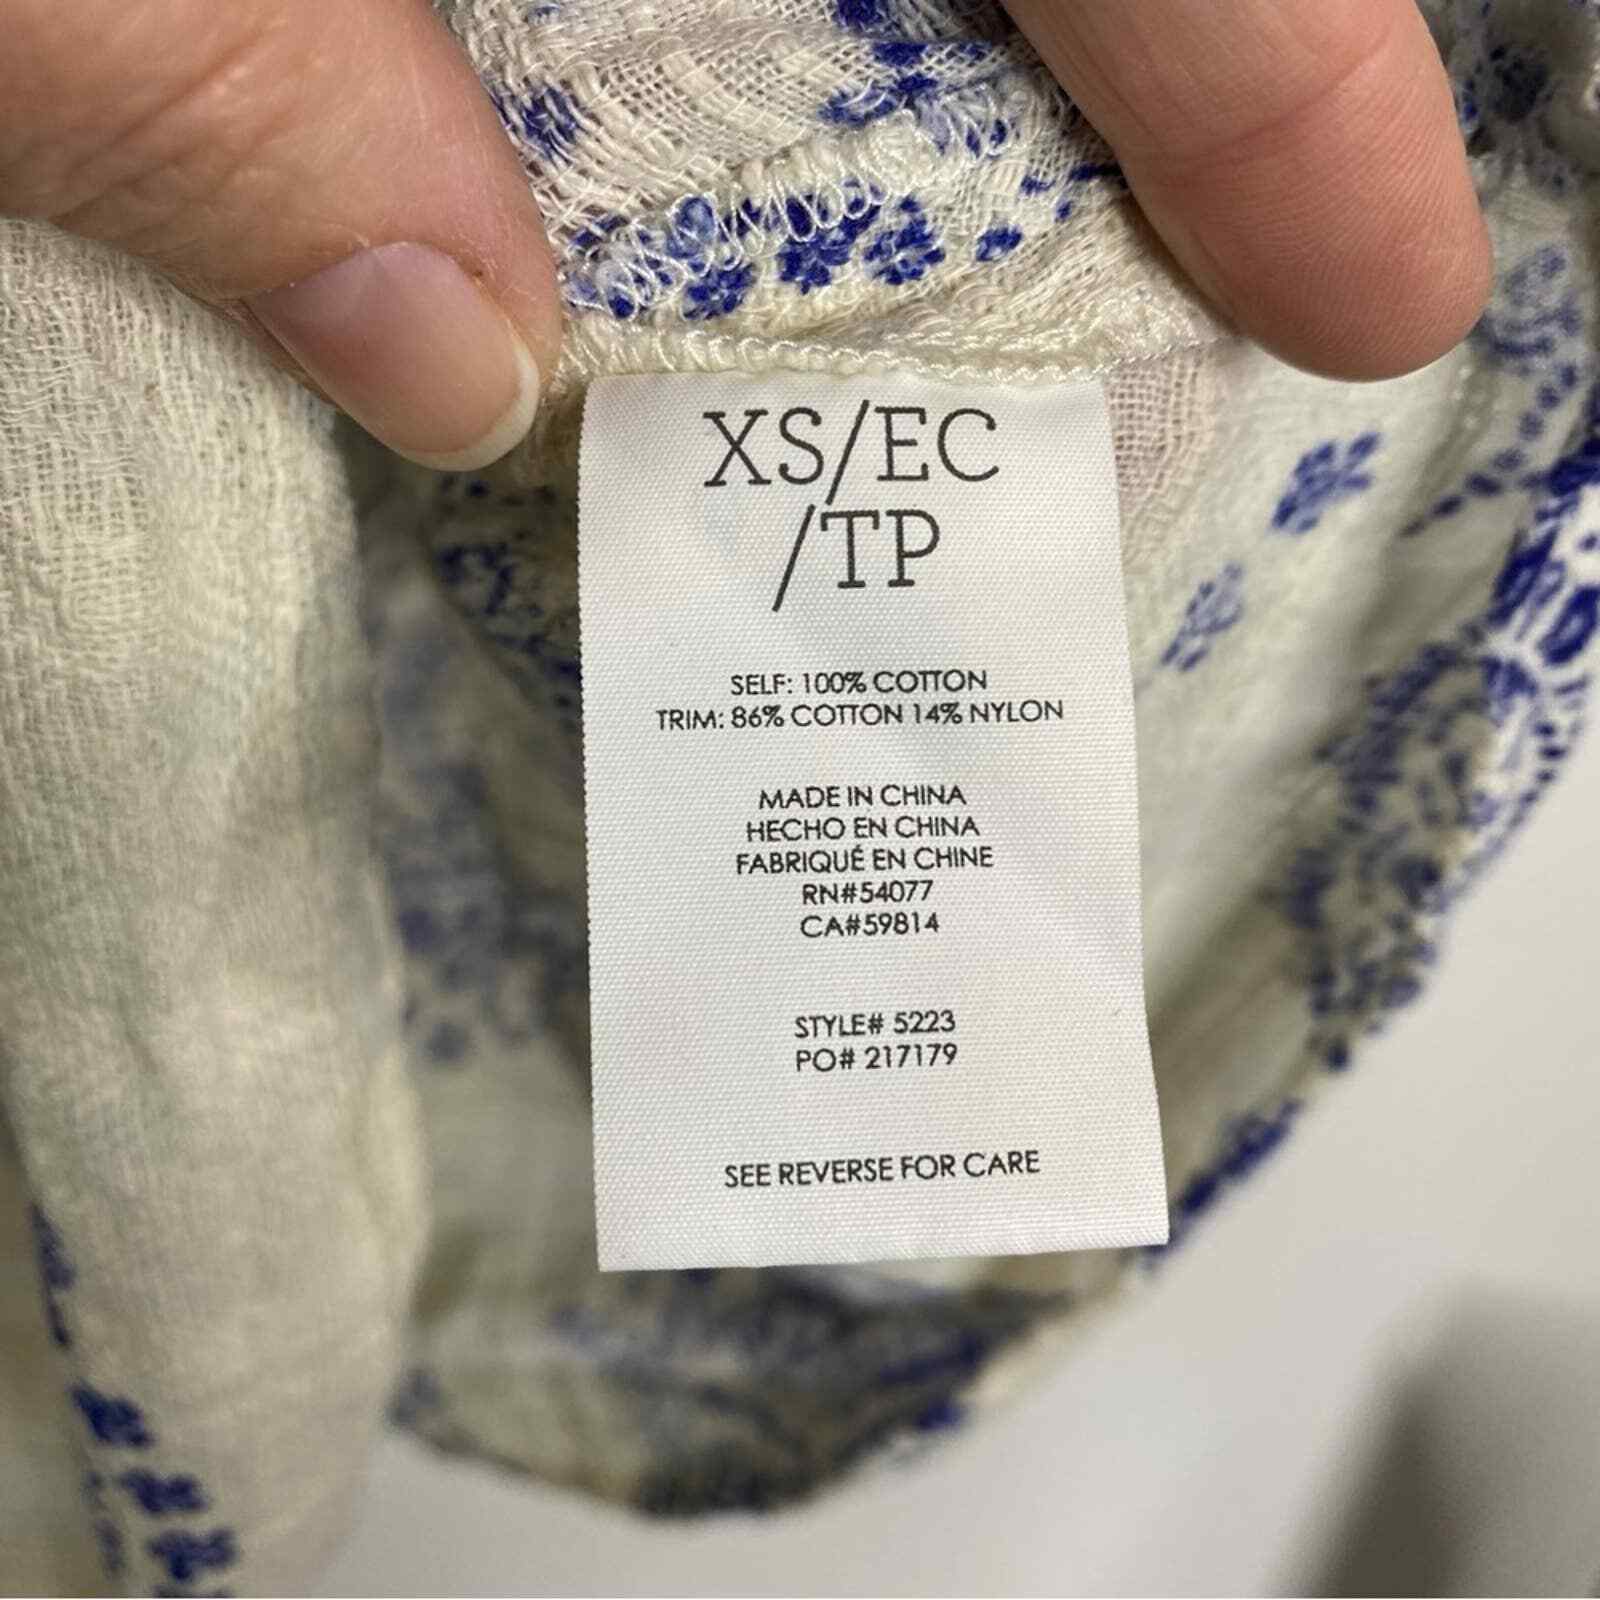 XS/EC
/TP
SELF: 100% COTTON
TRIM: 86% COTTON 14% NYLON
MADE IN CHINA
HECHO EN CHINA
FABRIQUÉ EN CHINE
RN#54077
CA#59814
STYLE# 5223
PO# 217179
SEE REVERSE FOR CARE